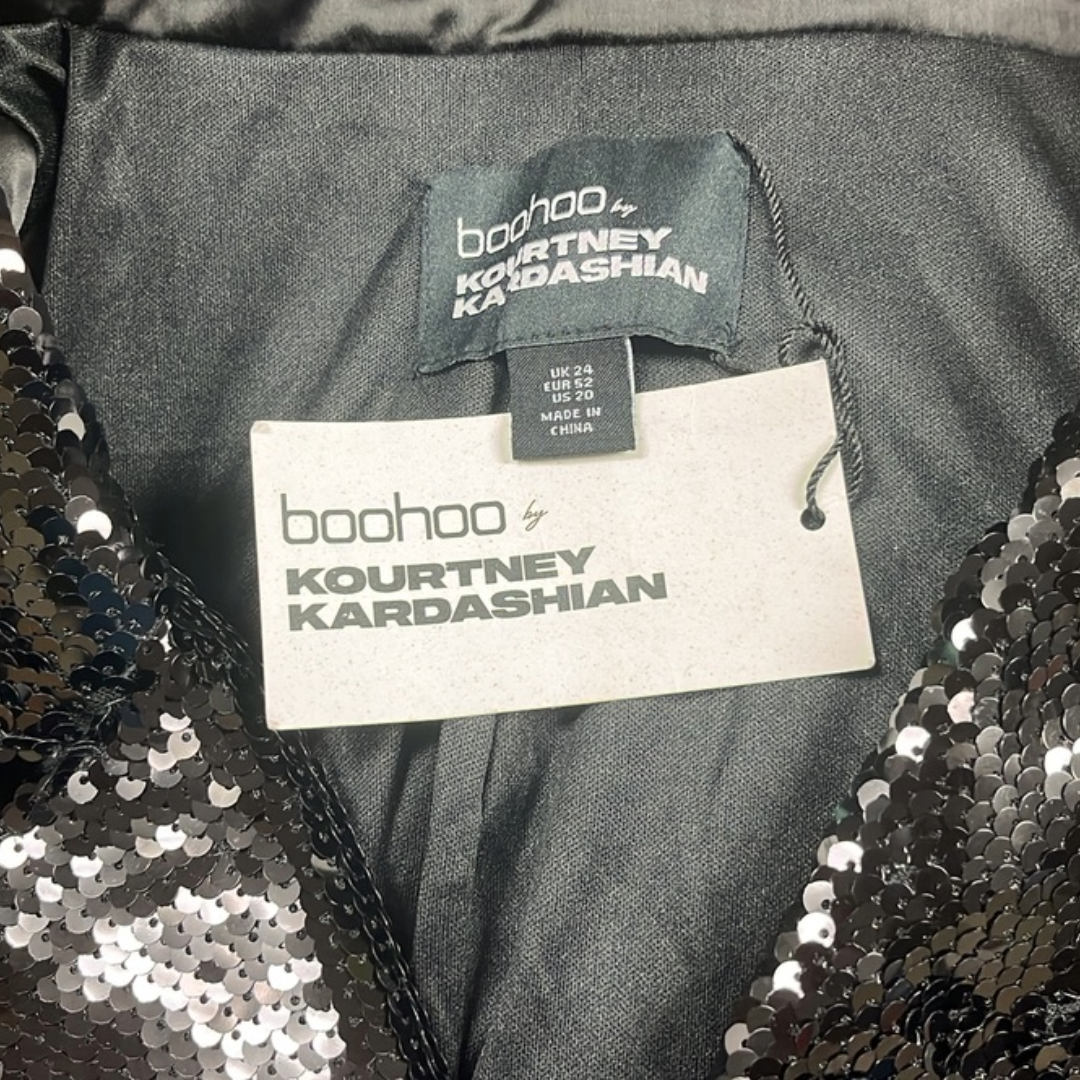 boohoo by
KOURTNEY
KARDASHIAN
UK 24
EUR 52
US 20
MADE IN
CHINA
boohoo by
KOURTNEY
KARDASHIAN